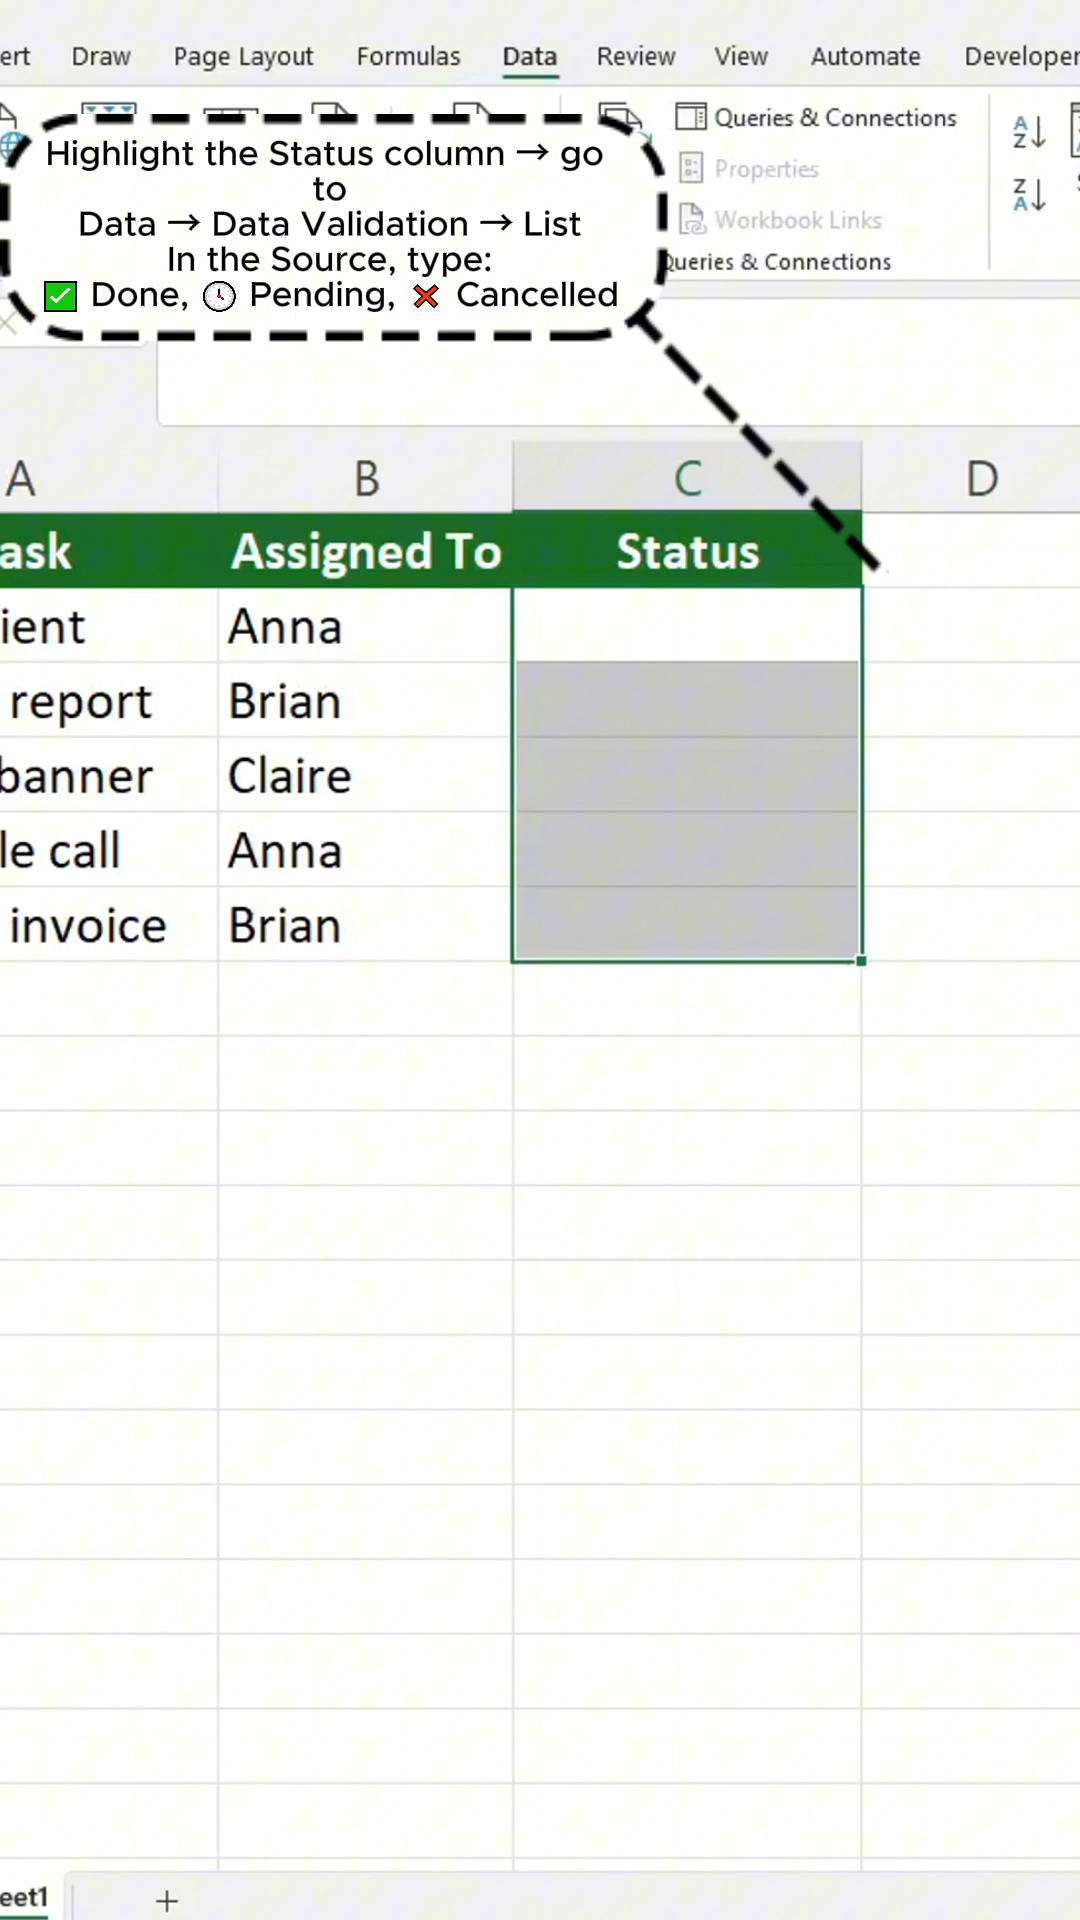 ert Draw Page Layout Formulas Data Review View Automate Developer
Queries & Connections
Properties
Workbook Links
Queries & Connections
A
Z
Z
A
Highlight the Status column → go
to
Data → Data Validation → List
In the Source, type:
✅ Done, 🕓 Pending, ❌ Cancelled
A B C D
ask Assigned To Status
ient Anna
report Brian
banner Claire
le call Anna
invoice Brian
eet1 +